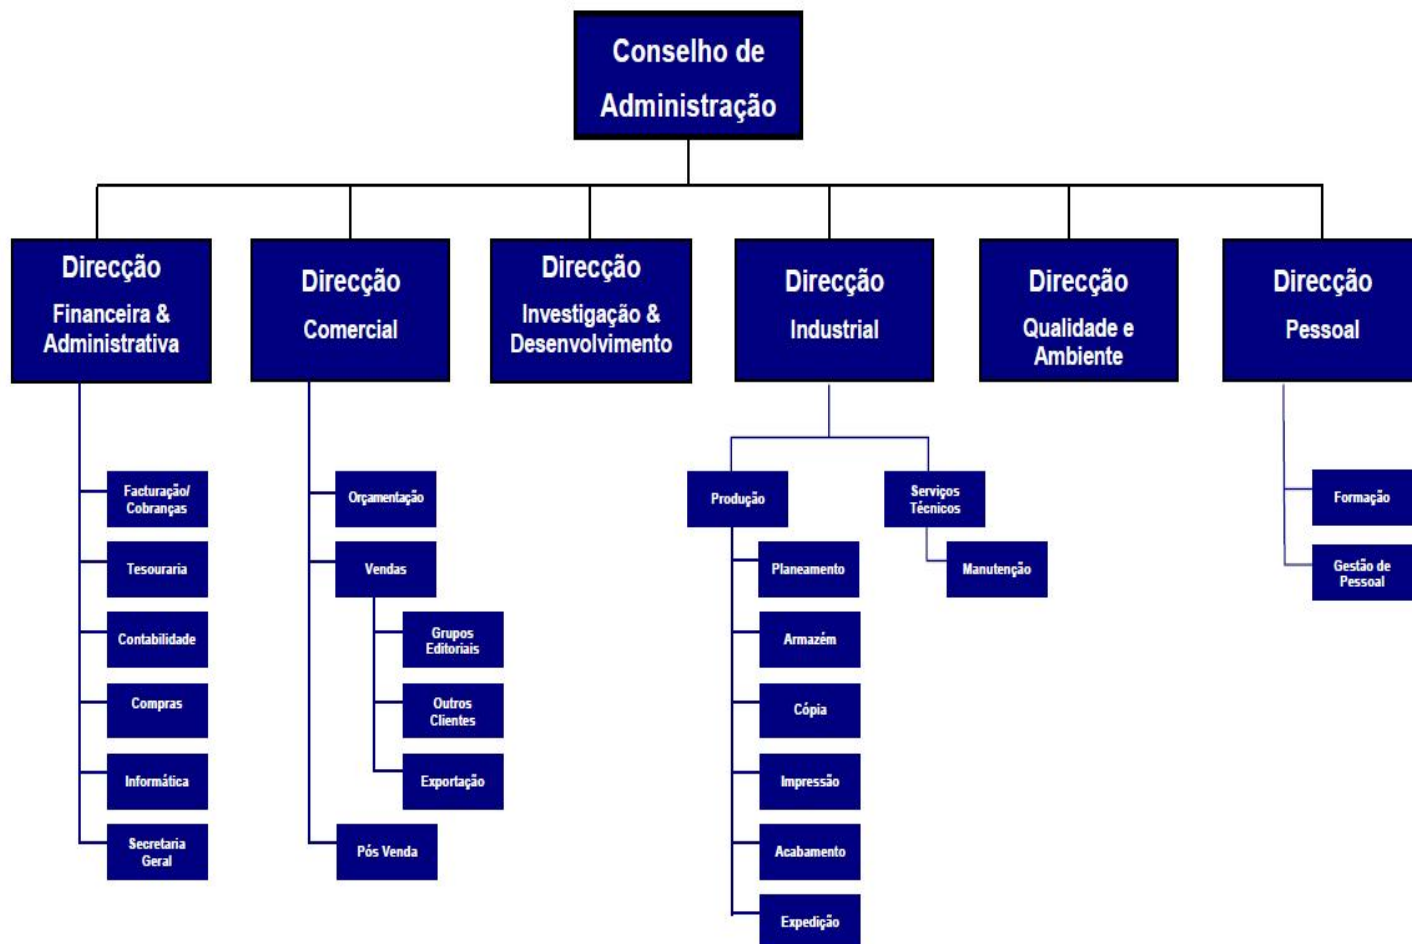 Conselho de
Administração
Direcção
Financeira &
Administrativa
Direcção
Comercial
Direcção
Investigação &
Desenvolvimento
Direcção
Industrial
Direcção
Qualidade e
Ambiente
Direcção
Pessoal
Facturação/
Cobranças
Tesouraria
Contabilidade
Compras
Informática
Secretaria
Geral
Orçamentação
Vendas
Grupos
Editoriais
Outros
Clientes
Exportação
Pós Venda
Produção
Planeamento
Armazém
Cópia
Impressão
Acabamento
Expedição
Serviços
Técnicos
Manutenção
Formação
Gestão de
Pessoal